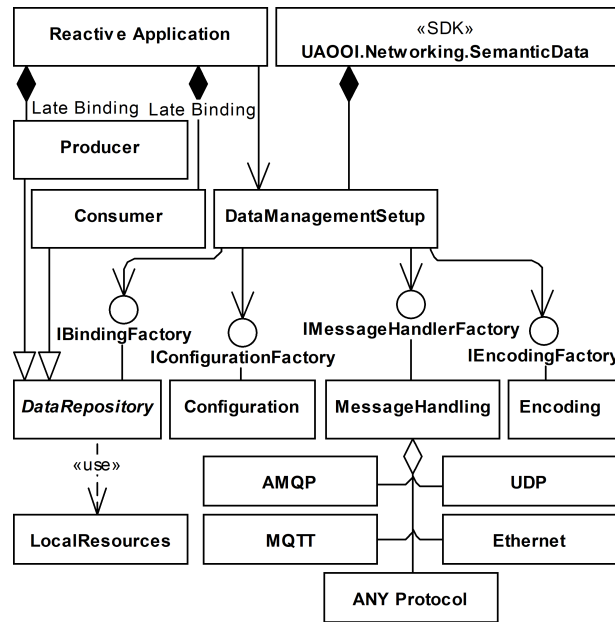 Reactive Application
«SDK»
UAOOI.Networking.SemanticData
Late Binding
Late Binding
Producer
Consumer
DataManagementSetup
IBindingFactory
IMessageHandlerFactory
IConfigurationFactory
IEncodingFactory
DataRepository
Configuration
MessageHandling
Encoding
«use»
AMQP
UDP
LocalResources
MQTT
Ethernet
ANY Protocol